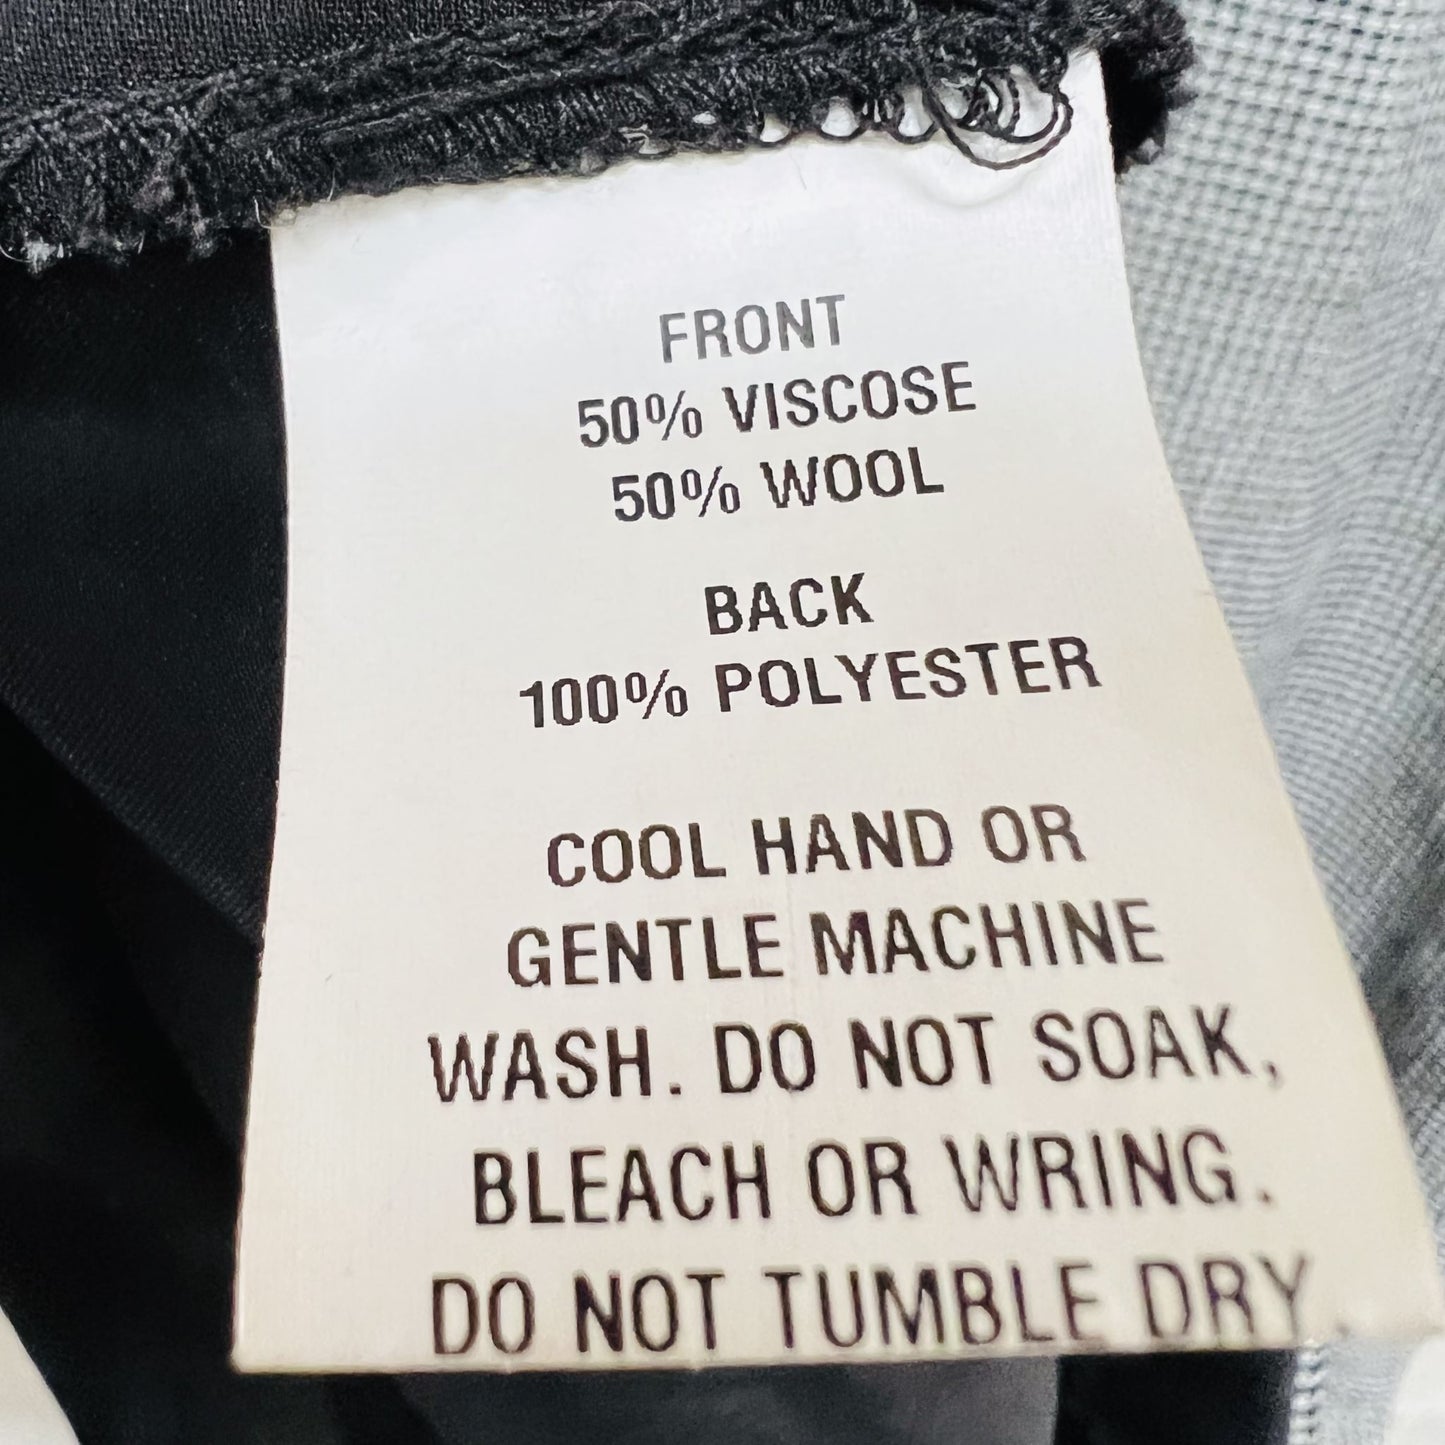 FRONT
50% VISCOSE
50% WOOL
BACK
100% POLYESTER
COOL HAND OR
GENTLE MACHINE
WASH. DO NOT SOAK,
BLEACH OR WRING.
DO NOT TUMBLE DRY.